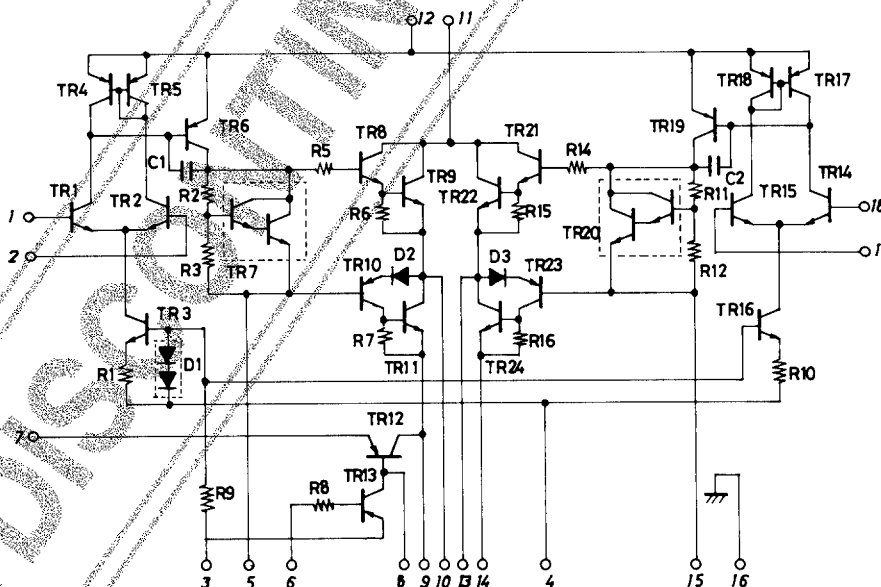 12 11
TR4 TR5 TR18 TR17
TR6 TR8 TR21 TR19
C1 R5 R14 C2
TR1 TR2 R2 TR9 TR22 R11 TR15 TR14
1 R6 R15 18
2 R3 TR7 D2 D3 TR20 R12
TR10 TR23
TR3 R7 R16 TR16
R1 D1 TR11 TR24 R10
7 TR12
TR13
R9 R8
3 5 6 8 9 10 13 14 4 15 16
DISCONTIN